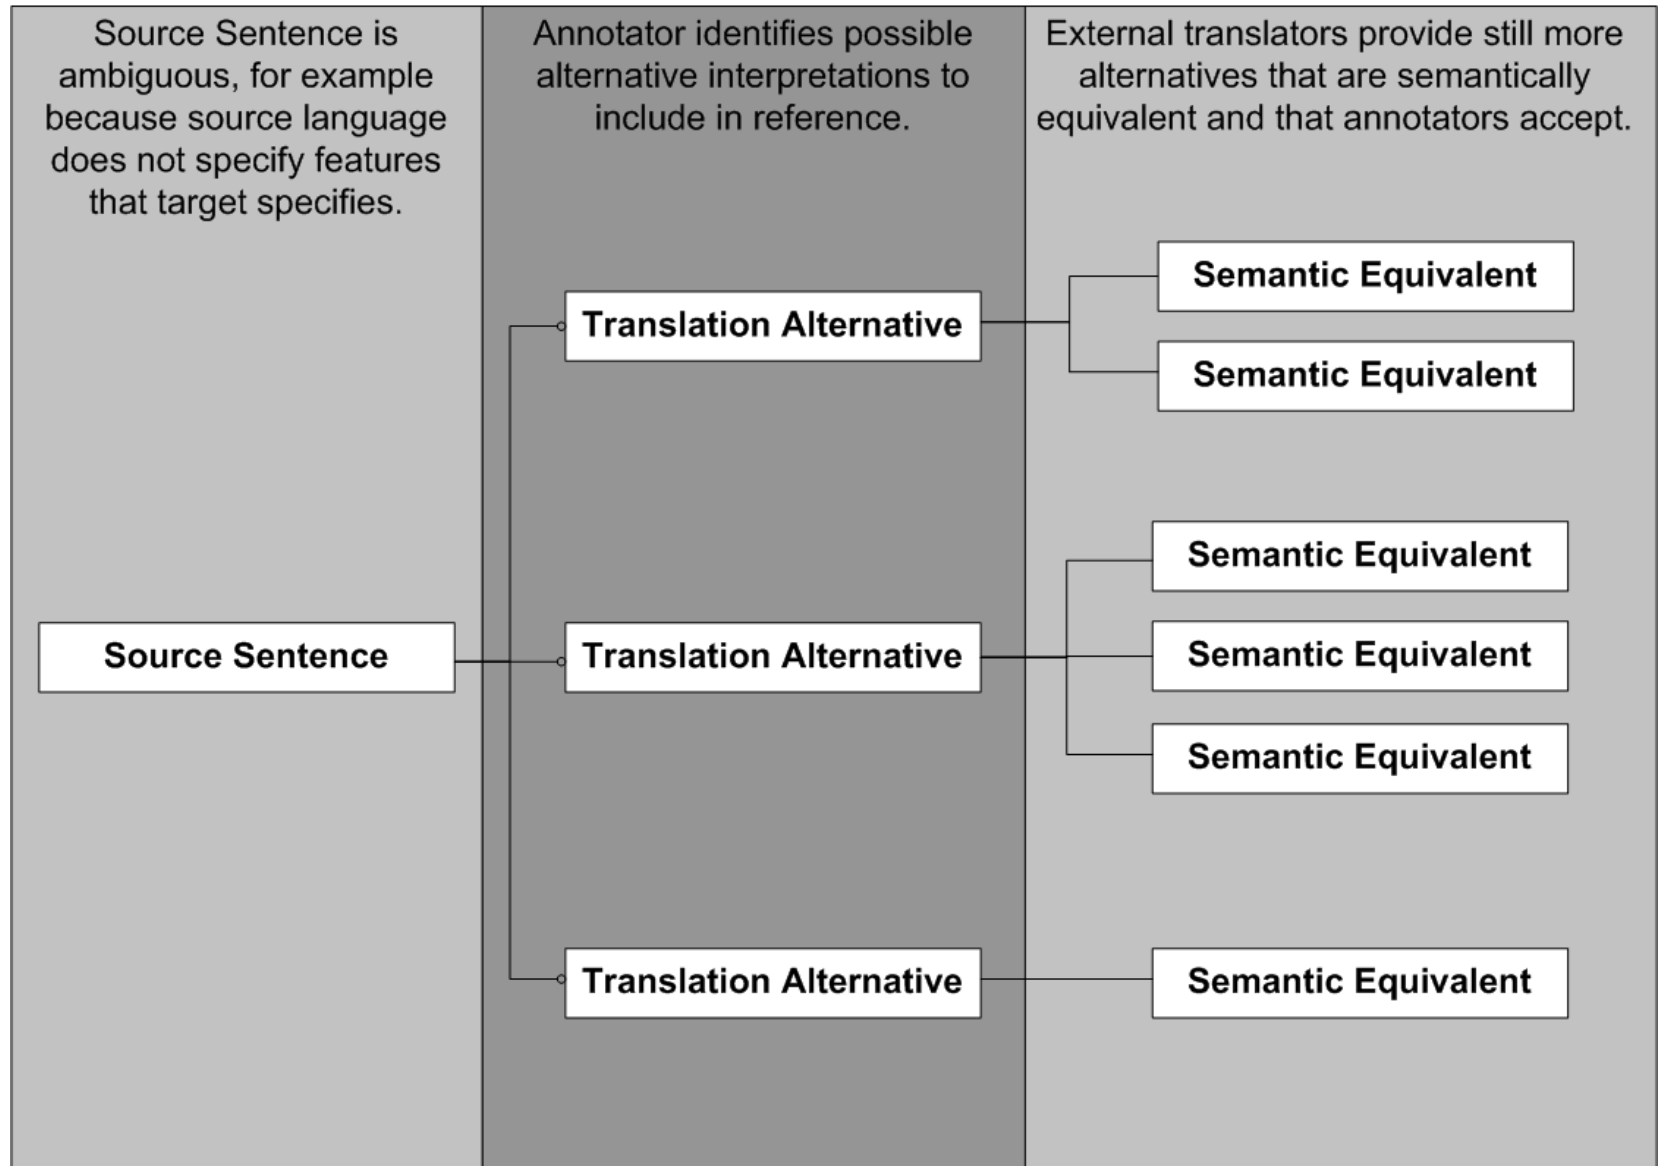 Source Sentence is
ambiguous, for example
because source language
does not specify features
that target specifies.
Annotator identifies possible
alternative interpretations to
include in reference.
External translators provide still more
alternatives that are semantically
equivalent and that annotators accept.
Source Sentence
Translation Alternative
Translation Alternative
Translation Alternative
Semantic Equivalent
Semantic Equivalent
Semantic Equivalent
Semantic Equivalent
Semantic Equivalent
Semantic Equivalent